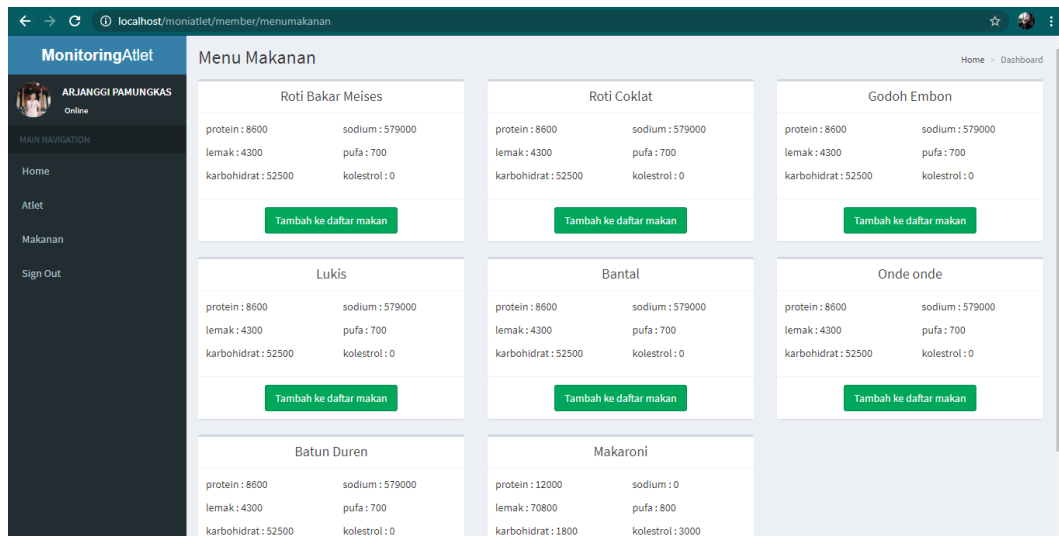 localhost/moniatlet/member/menumakanan
MonitoringAtlet
Menu Makanan
Home > Dashboard
ARJANGGI PAMUNGKAS
Online
MAIN NAVIGATION
Home
Atlet
Makanan
Sign Out
Roti Bakar Meises
protein : 8600 sodium : 579000
lemak : 4300 pufa : 700
karbohidrat : 52500 kolestrol : 0
Tambah ke daftar makan
Roti Coklat
protein : 8600 sodium : 579000
lemak : 4300 pufa : 700
karbohidrat : 52500 kolestrol : 0
Tambah ke daftar makan
Godoh Embon
protein : 8600 sodium : 579000
lemak : 4300 pufa : 700
karbohidrat : 52500 kolestrol : 0
Tambah ke daftar makan
Lukis
protein : 8600 sodium : 579000
lemak : 4300 pufa : 700
karbohidrat : 52500 kolestrol : 0
Tambah ke daftar makan
Bantal
protein : 8600 sodium : 579000
lemak : 4300 pufa : 700
karbohidrat : 52500 kolestrol : 0
Tambah ke daftar makan
Onde onde
protein : 8600 sodium : 579000
lemak : 4300 pufa : 700
karbohidrat : 52500 kolestrol : 0
Tambah ke daftar makan
Batun Duren
protein : 8600 sodium : 579000
lemak : 4300 pufa : 700
karbohidrat : 52500 kolestrol : 0
Makaroni
protein : 12000 sodium : 0
lemak : 70800 pufa : 800
karbohidrat : 1800 kolestrol : 3000